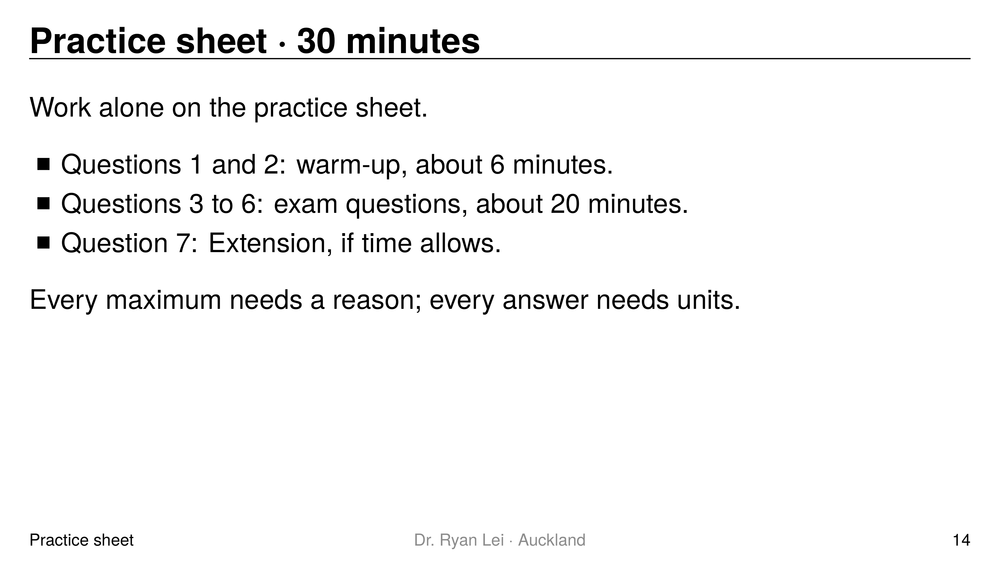 Practice sheet · 30 minutes
Work alone on the practice sheet.
■ Questions 1 and 2: warm-up, about 6 minutes.
■ Questions 3 to 6: exam questions, about 20 minutes.
■ Question 7: Extension, if time allows.
Every maximum needs a reason; every answer needs units.
Practice sheet
Dr. Ryan Lei · Auckland
14